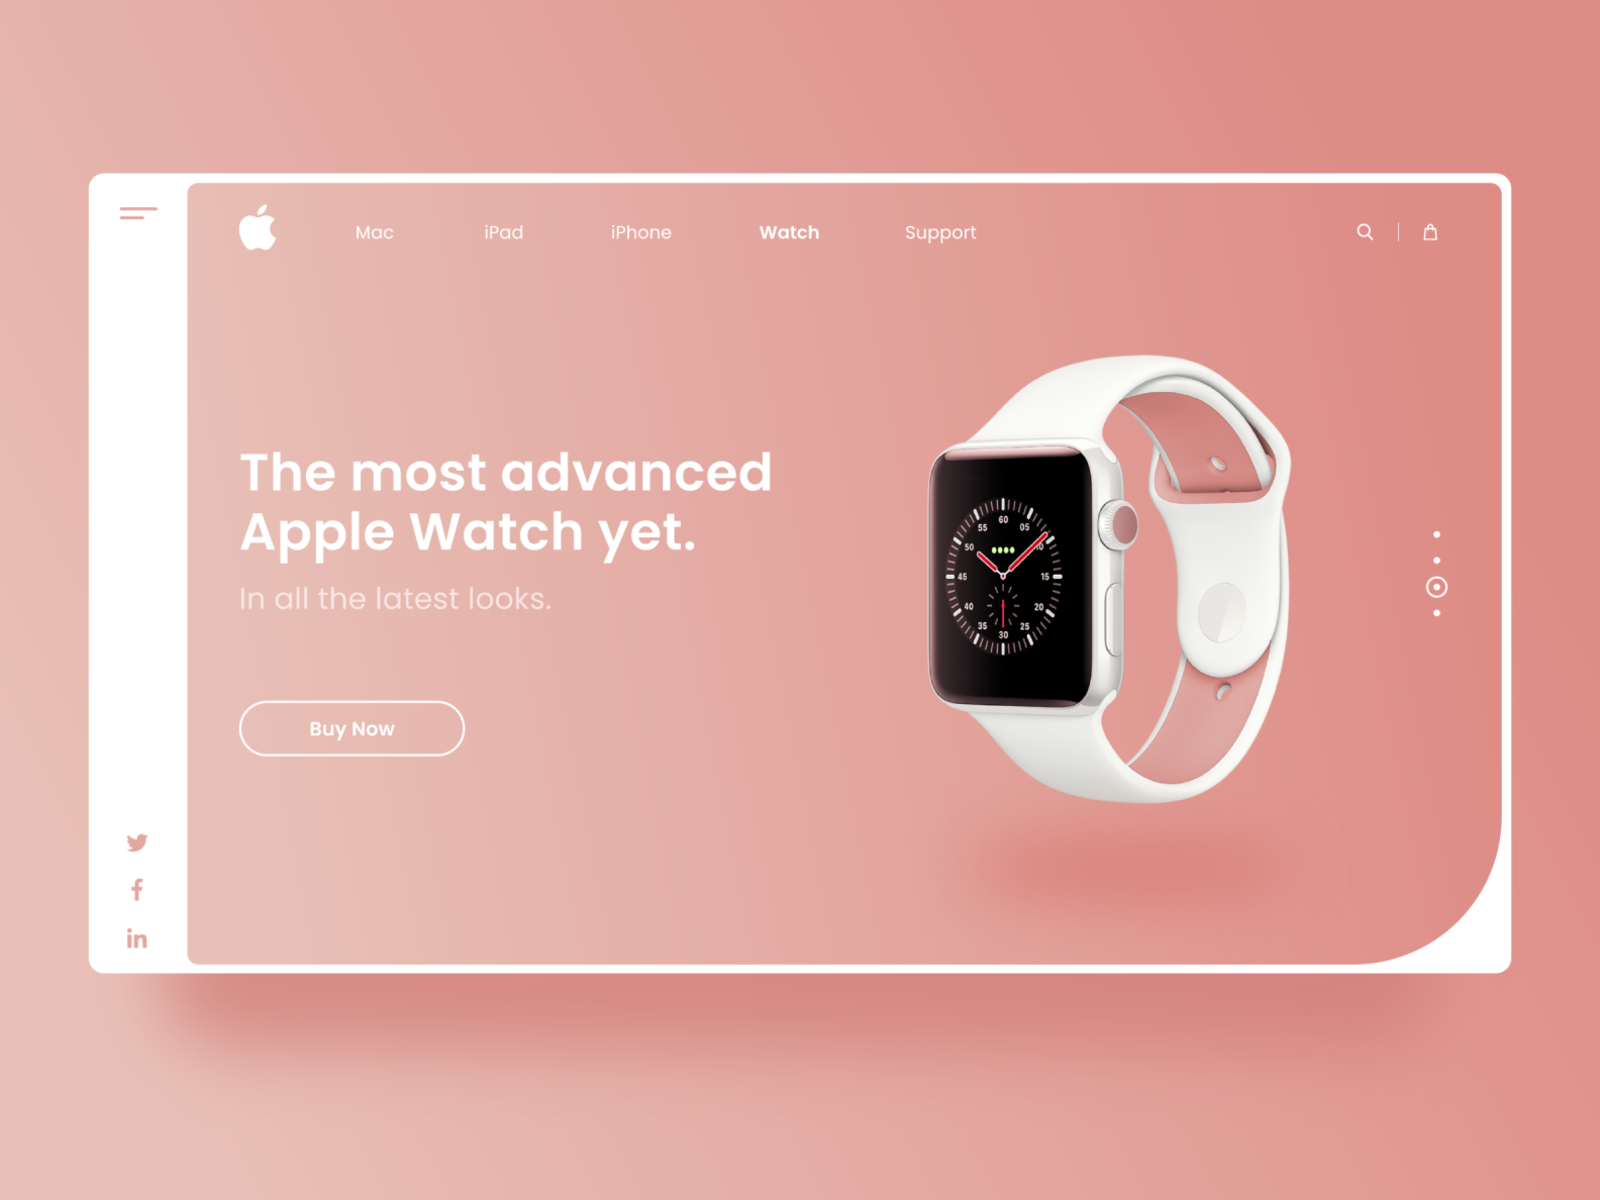 Mac iPad iPhone Watch Support
The most advanced
Apple Watch yet.
In all the latest looks.
Buy Now
60
55 05
50 10
45 15
40 20
35 25
30
in